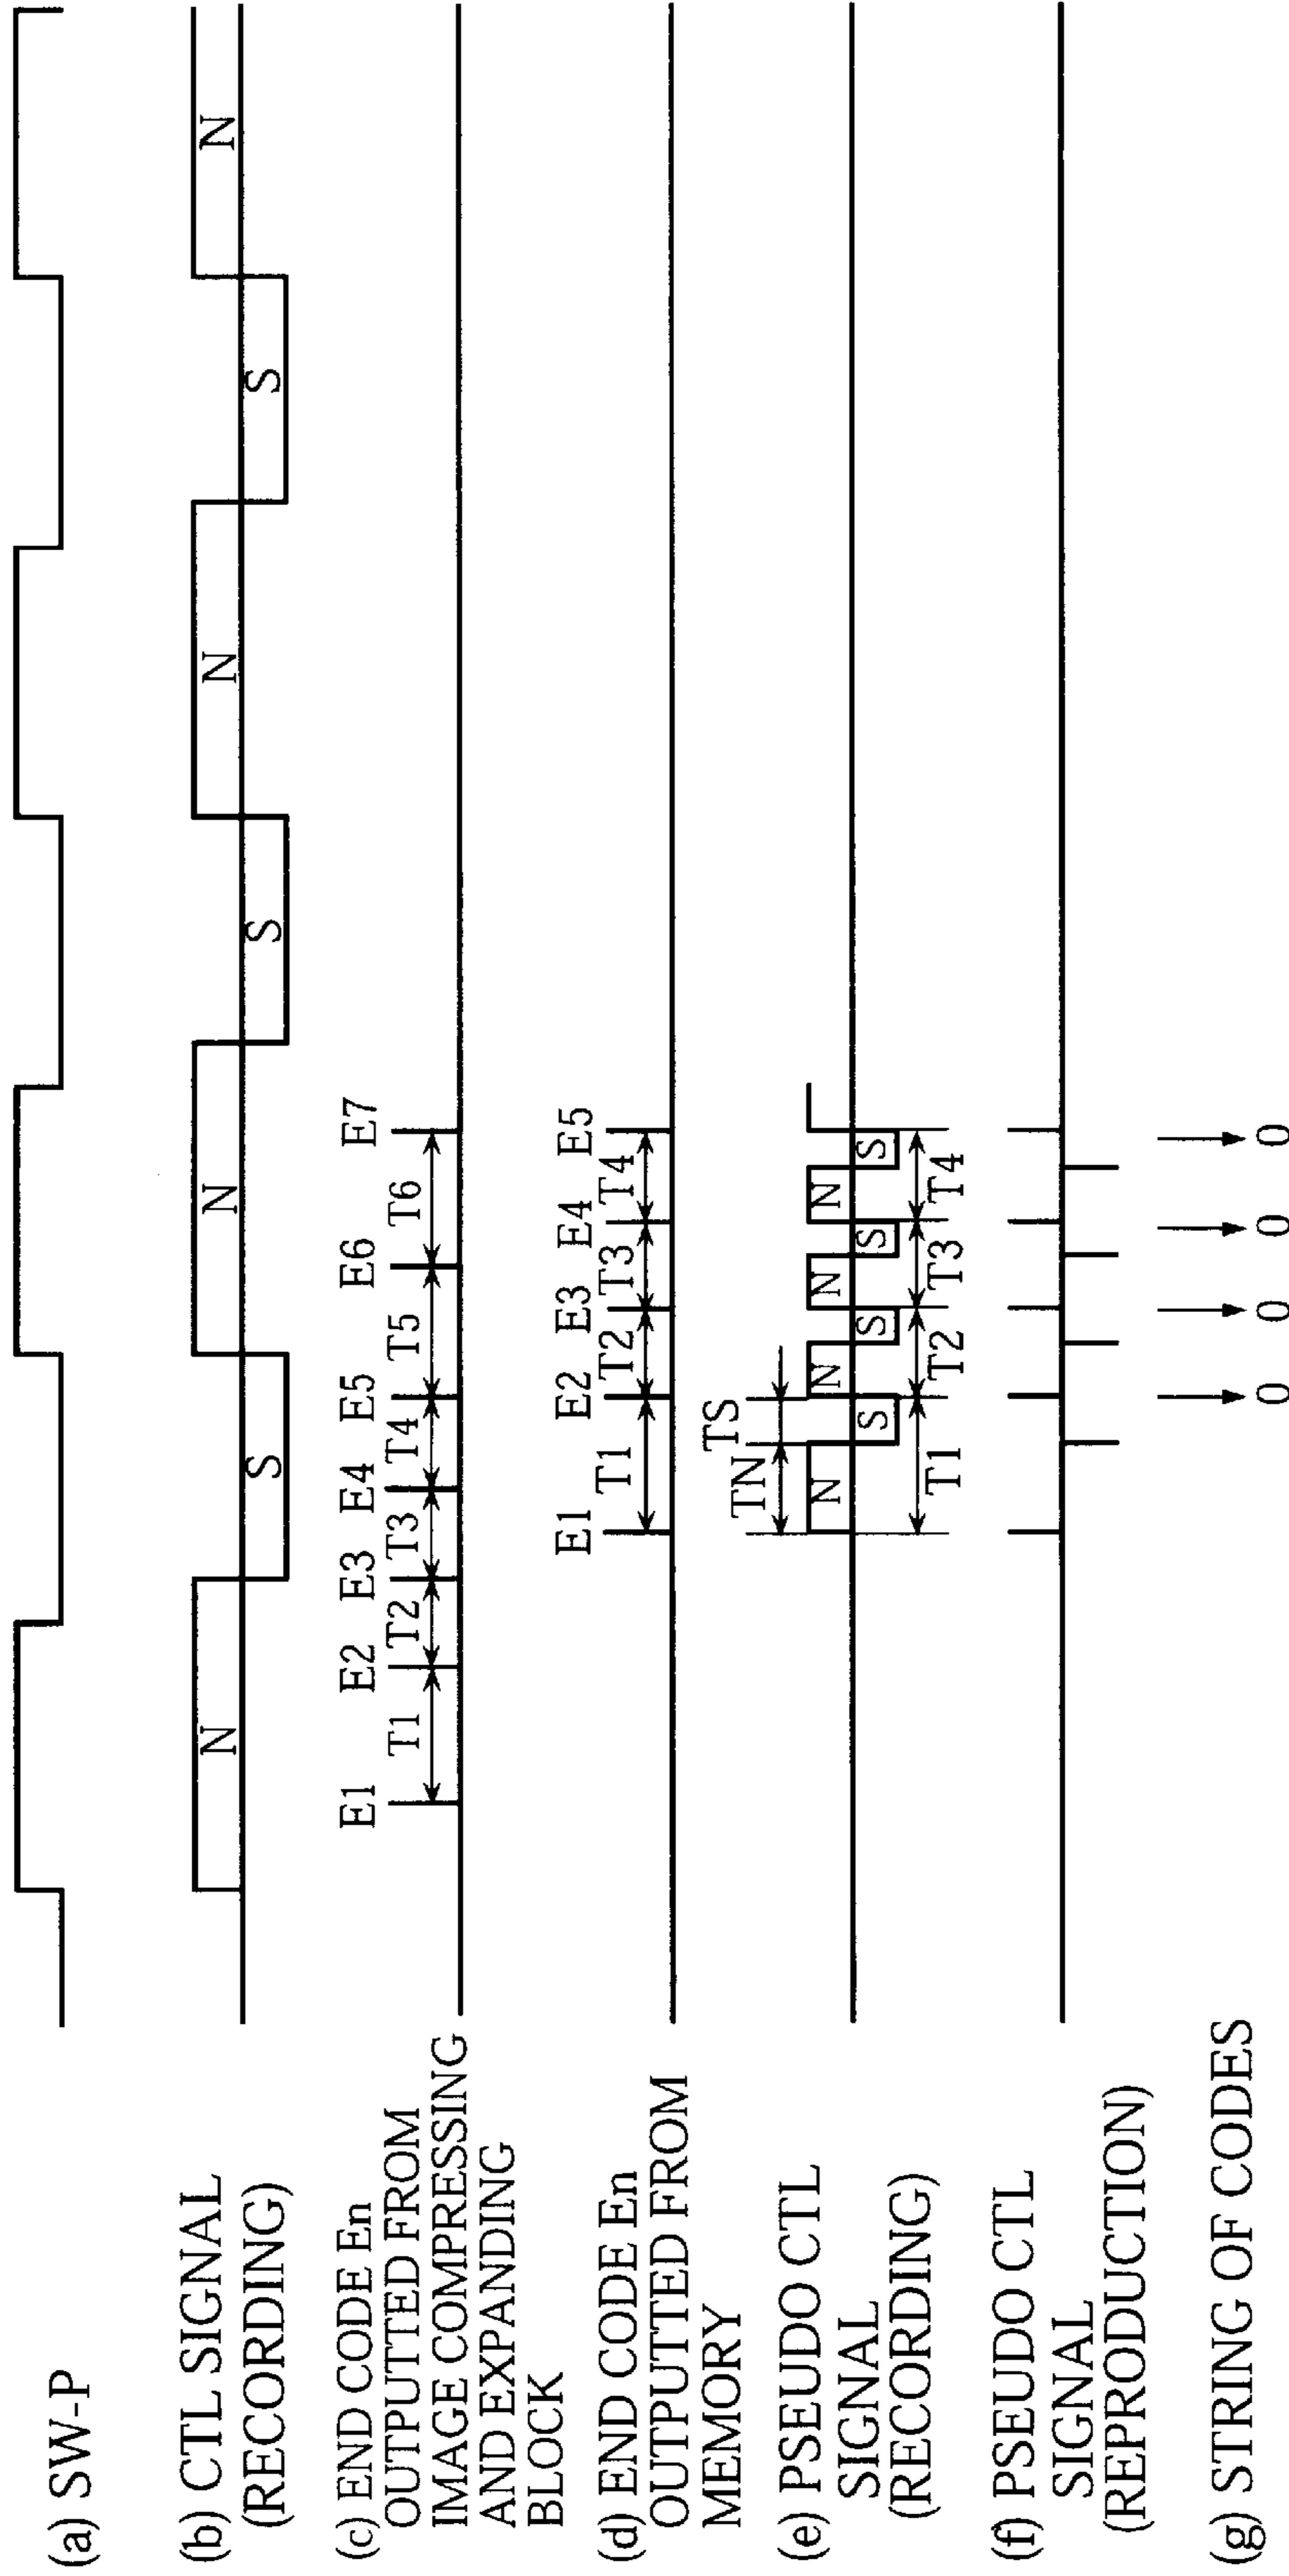 (a) SW-P
(b) CTL SIGNAL
(RECORDING)
N S N S N S N
(c) END CODE En
OUTPUTTED FROM
IMAGE COMPRESSING
AND EXPANDING
BLOCK
E1 E2 E3 E4 E5 E6 E7
T1 T2 T3 T4 T5 T6
(d) END CODE En
OUTPUTTED FROM
MEMORY
E1 E2 E3 E4 E5
T1 T2 T3 T4
(e) PSEUDO CTL
SIGNAL
(RECORDING)
TN TS
N S N S N S N S
T1 T2 T3 T4
(f) PSEUDO CTL
SIGNAL
(REPRODUCTION)
(g) STRING OF CODES
0 0 0 0